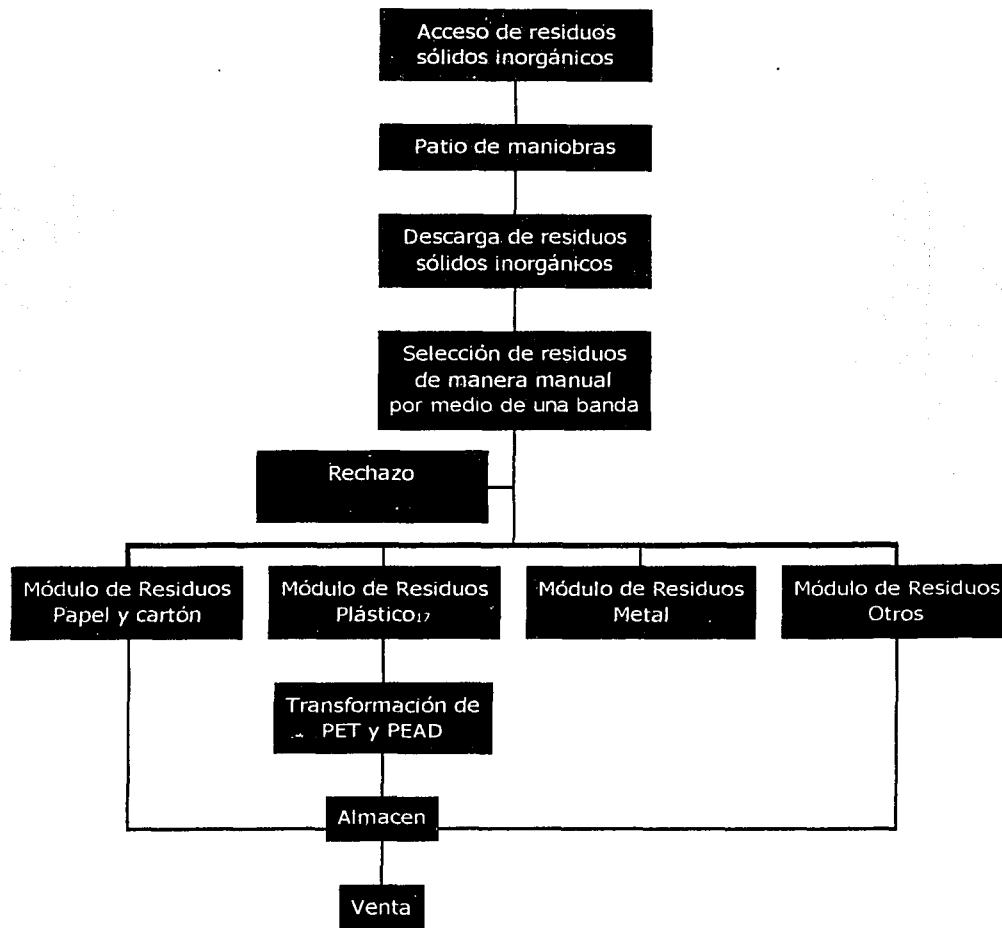 Acceso de residuos
sólidos inorgánicos
Patio de maniobras
Descarga de residuos
sólidos inorgánicos
Selección de residuos
de manera manual
por medio de una banda
Rechazo
Módulo de Residuos
Papel y cartón
Módulo de Residuos
Plástico17
Módulo de Residuos
Metal
Módulo de Residuos
Otros
Transformación de
PET y PEAD
Almacen
Venta